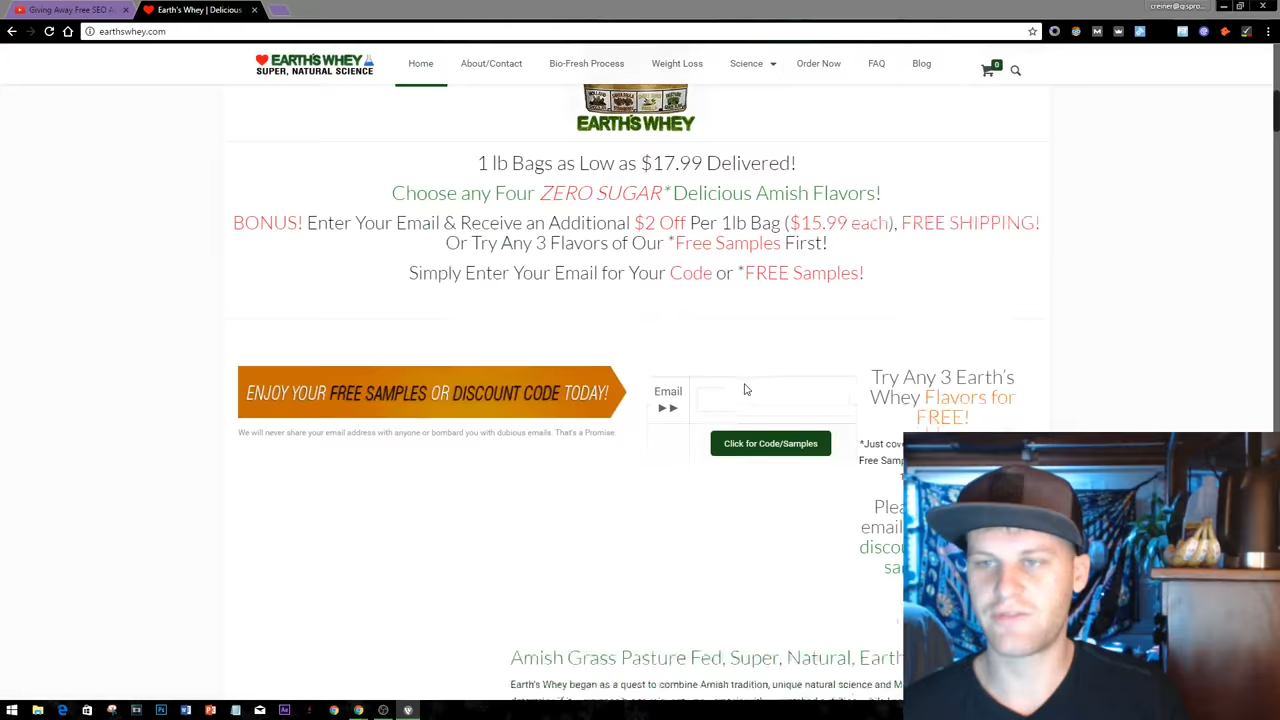 Giving Away Free SEO A
Earth's Whey | Delicious
creiner@qispro
earthswhey.com
EARTH'S WHEY
SUPER, NATURAL SCIENCE
Home
About/Contact
Bio-Fresh Process
Weight Loss
Science
Order Now
FAQ
Blog
0
EARTH'S WHEY
1 lb Bags as Low as $17.99 Delivered!
Choose any Four ZERO SUGAR* Delicious Amish Flavors!
BONUS! Enter Your Email & Receive an Additional $2 Off Per 1lb Bag ($15.99 each), FREE SHIPPING!
Or Try Any 3 Flavors of Our *Free Samples First!
Simply Enter Your Email for Your Code or *FREE Samples!
ENJOY YOUR FREE SAMPLES OR DISCOUNT CODE TODAY!
We will never share your email address with anyone or bombard you with dubious emails. That's a Promise.
Email
▶▶
Click for Code/Samples
Try Any 3 Earth's
Whey Flavors for
FREE!
*Just cov
Free Sam
Plea
email
disco
sa
Amish Grass Pasture Fed, Super, Natural, Earth
Earth's Whey began as a quest to combine Amish tradition, unique natural science and M